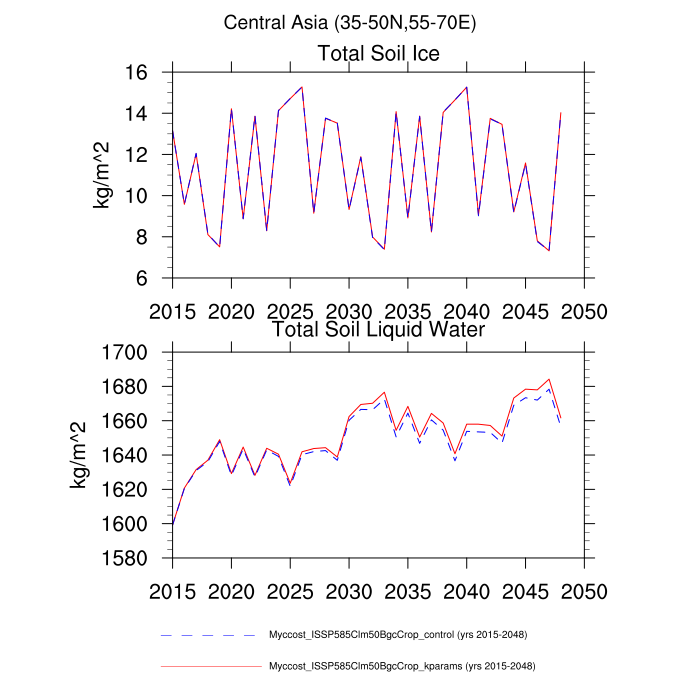 Central Asia (35-50N,55-70E)
Total Soil Ice
16
14
12
10
8
6
kg/m^2
2015 2020 2025 2030 2035 2040 2045 2050
Total Soil Liquid Water
1700
1680
1660
1640
1620
1600
1580
kg/m^2
2015 2020 2025 2030 2035 2040 2045 2050
Myccost_ISSP585Clm50BgcCrop_control (yrs 2015-2048)
Myccost_ISSP585Clm50BgcCrop_kparams (yrs 2015-2048)